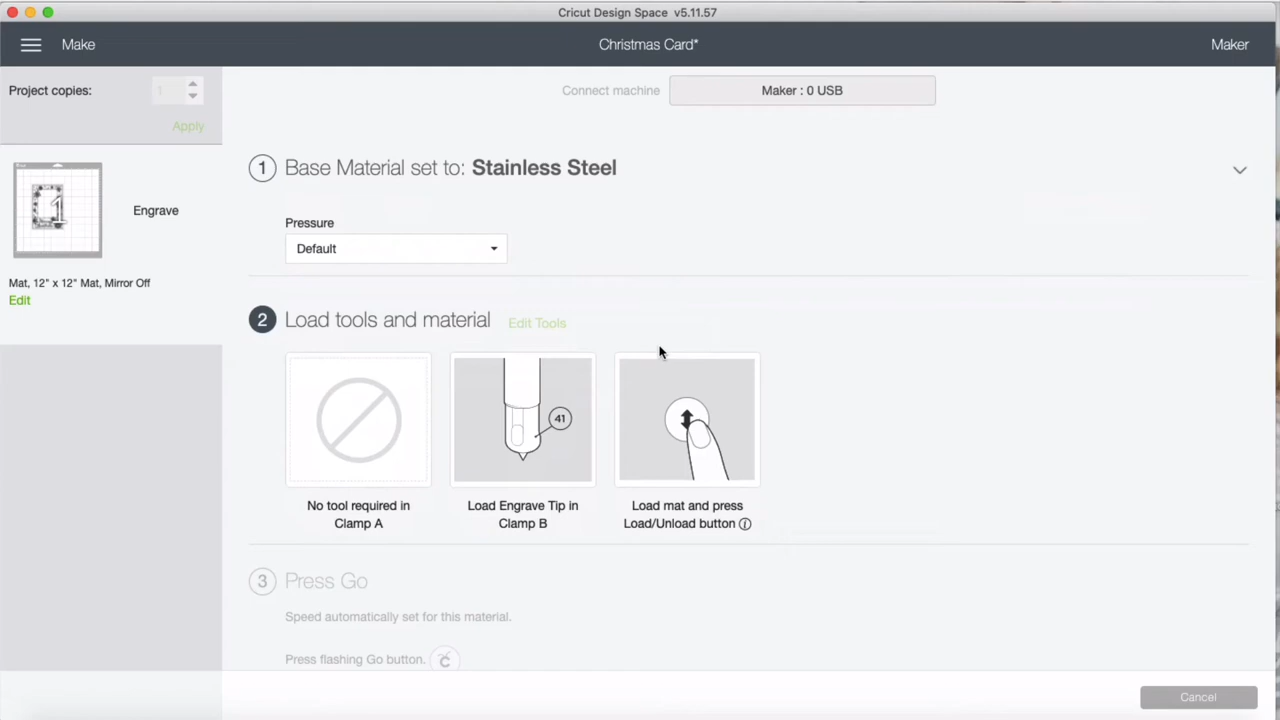 Cricut Design Space v5.11.57
Make
Christmas Card*
Maker
Project copies:
1
Apply
Connect machine
Maker : 0 USB
1
Engrave
Mat, 12" x 12" Mat, Mirror Off
Edit
1 Base Material set to: Stainless Steel
Pressure
Default
2 Load tools and material Edit Tools
41
No tool required in
Clamp A
Load Engrave Tip in
Clamp B
Load mat and press
Load/Unload button
3 Press Go
Speed automatically set for this material.
Press flashing Go button.
Cancel